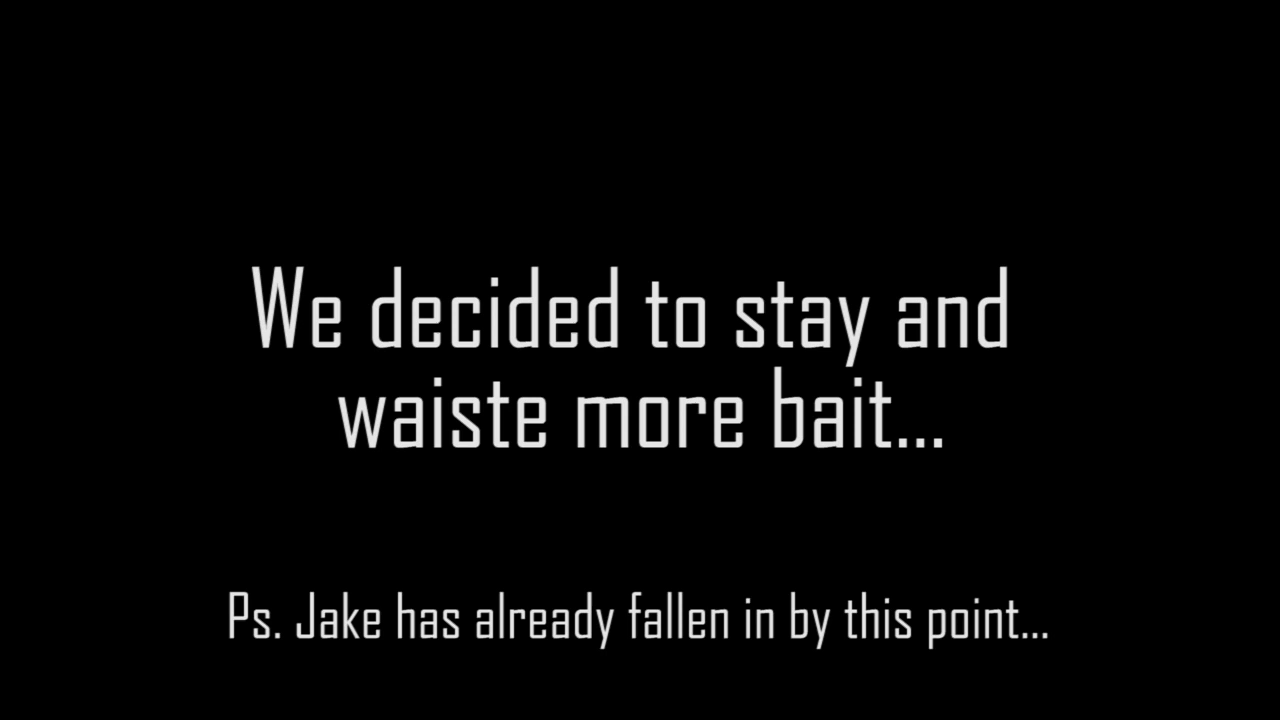 We decided to stay and
waiste more bait...
Ps. Jake has already fallen in by this point...